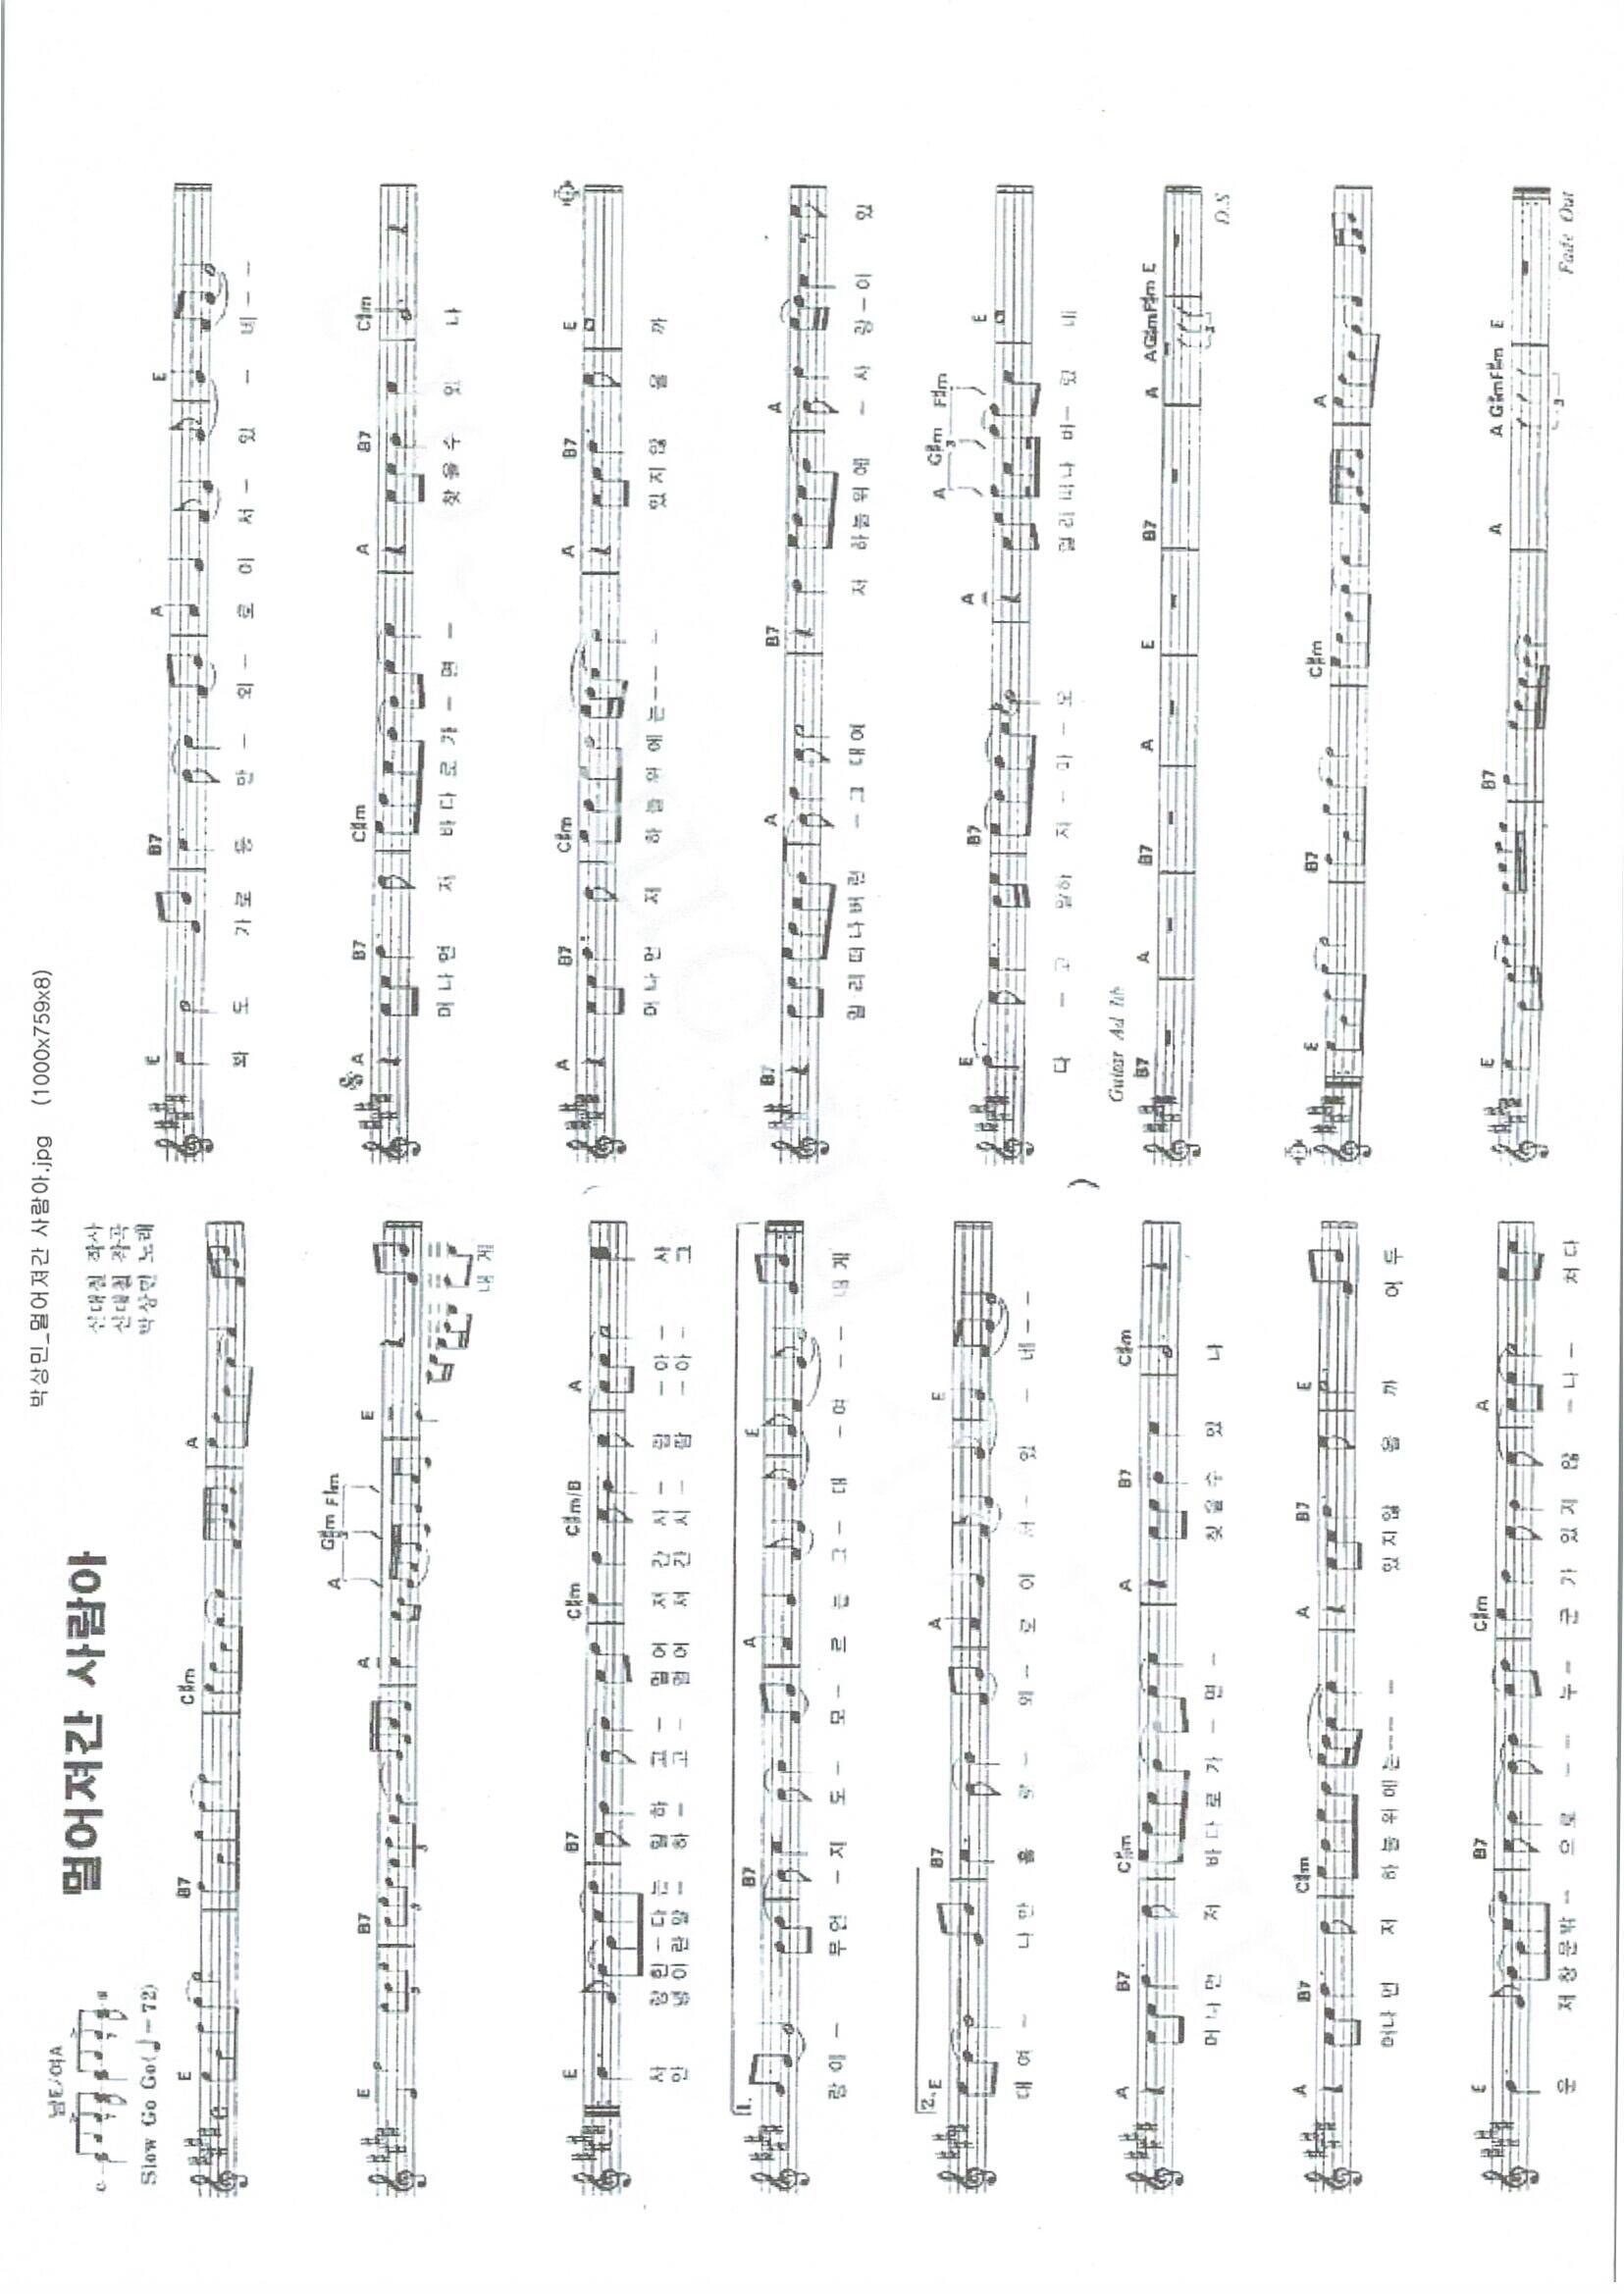 박상민_멀어져간 사람아.jpg (1000x759x8)
남E/여A
멀어져간 사람아
신대철 작사
신대철 작곡
박상민 노래
Slow Go Go(♩=72)
E B7 C#m A
E B7 A A G#m F#m E
3 3 3 3
내 게
E B7 C#m C#m/B A
사 랑 한 - 다 는 말 하 고 - 멀 어 져 간 사 - 람 - 아 - 사
안 녕 이 란 말 - 하 - 고 - 멀 어 져 간 사 - 람 - 아 - 그
1. B7 A E
랑 이 - 무 언 - 지 도 - 모 - 르 는 그 - 대 - 여 - - 내 게
2. E B7 A E
대 여 - 나 만 홀 로 - 외 - 로 이 서 - 있 - 네 - -
A B7 C#m A B7 C#m
머 나 먼 저 바 다 로 가 - 면 - 찾 을 수 있 나
A B7 C#m A B7 E
머 나 먼 저 하 늘 위 에 는 - - - - 있 지 않 을 까 어 두
E B7 C#m A
운 저 창 문 밖 - 으 로 - - 누 - 군 가 있 지 않 - 나 - 쳐 다
E B7 A E
봐 도 가 로 등 만 - 외 - 로 이 서 - 있 - 네 - -
A B7 C#m A B7 C#m
머 나 먼 저 바 다 로 가 - 면 - 찾 을 수 있 나
A B7 C#m A B7 E
머 나 먼 저 하 늘 위 에 는 - - - 있 지 않 을 까
B7 A B7 A
멀 리 떠 나 버 린 - 그 대 여 저 하 늘 위 에 - 사 랑 - 이 있
E B7 A A G#m F#m E
3
다 - 고 말 하 지 - 마 - 오 멀 리 떠 나 버 - 렸 네
Guitar Ad lib
B7 A B7 A E B7 A A G#m F#m E
3
D.S
E B7 C#m A
E B7 A A G#m F#m E
3
Fade Out